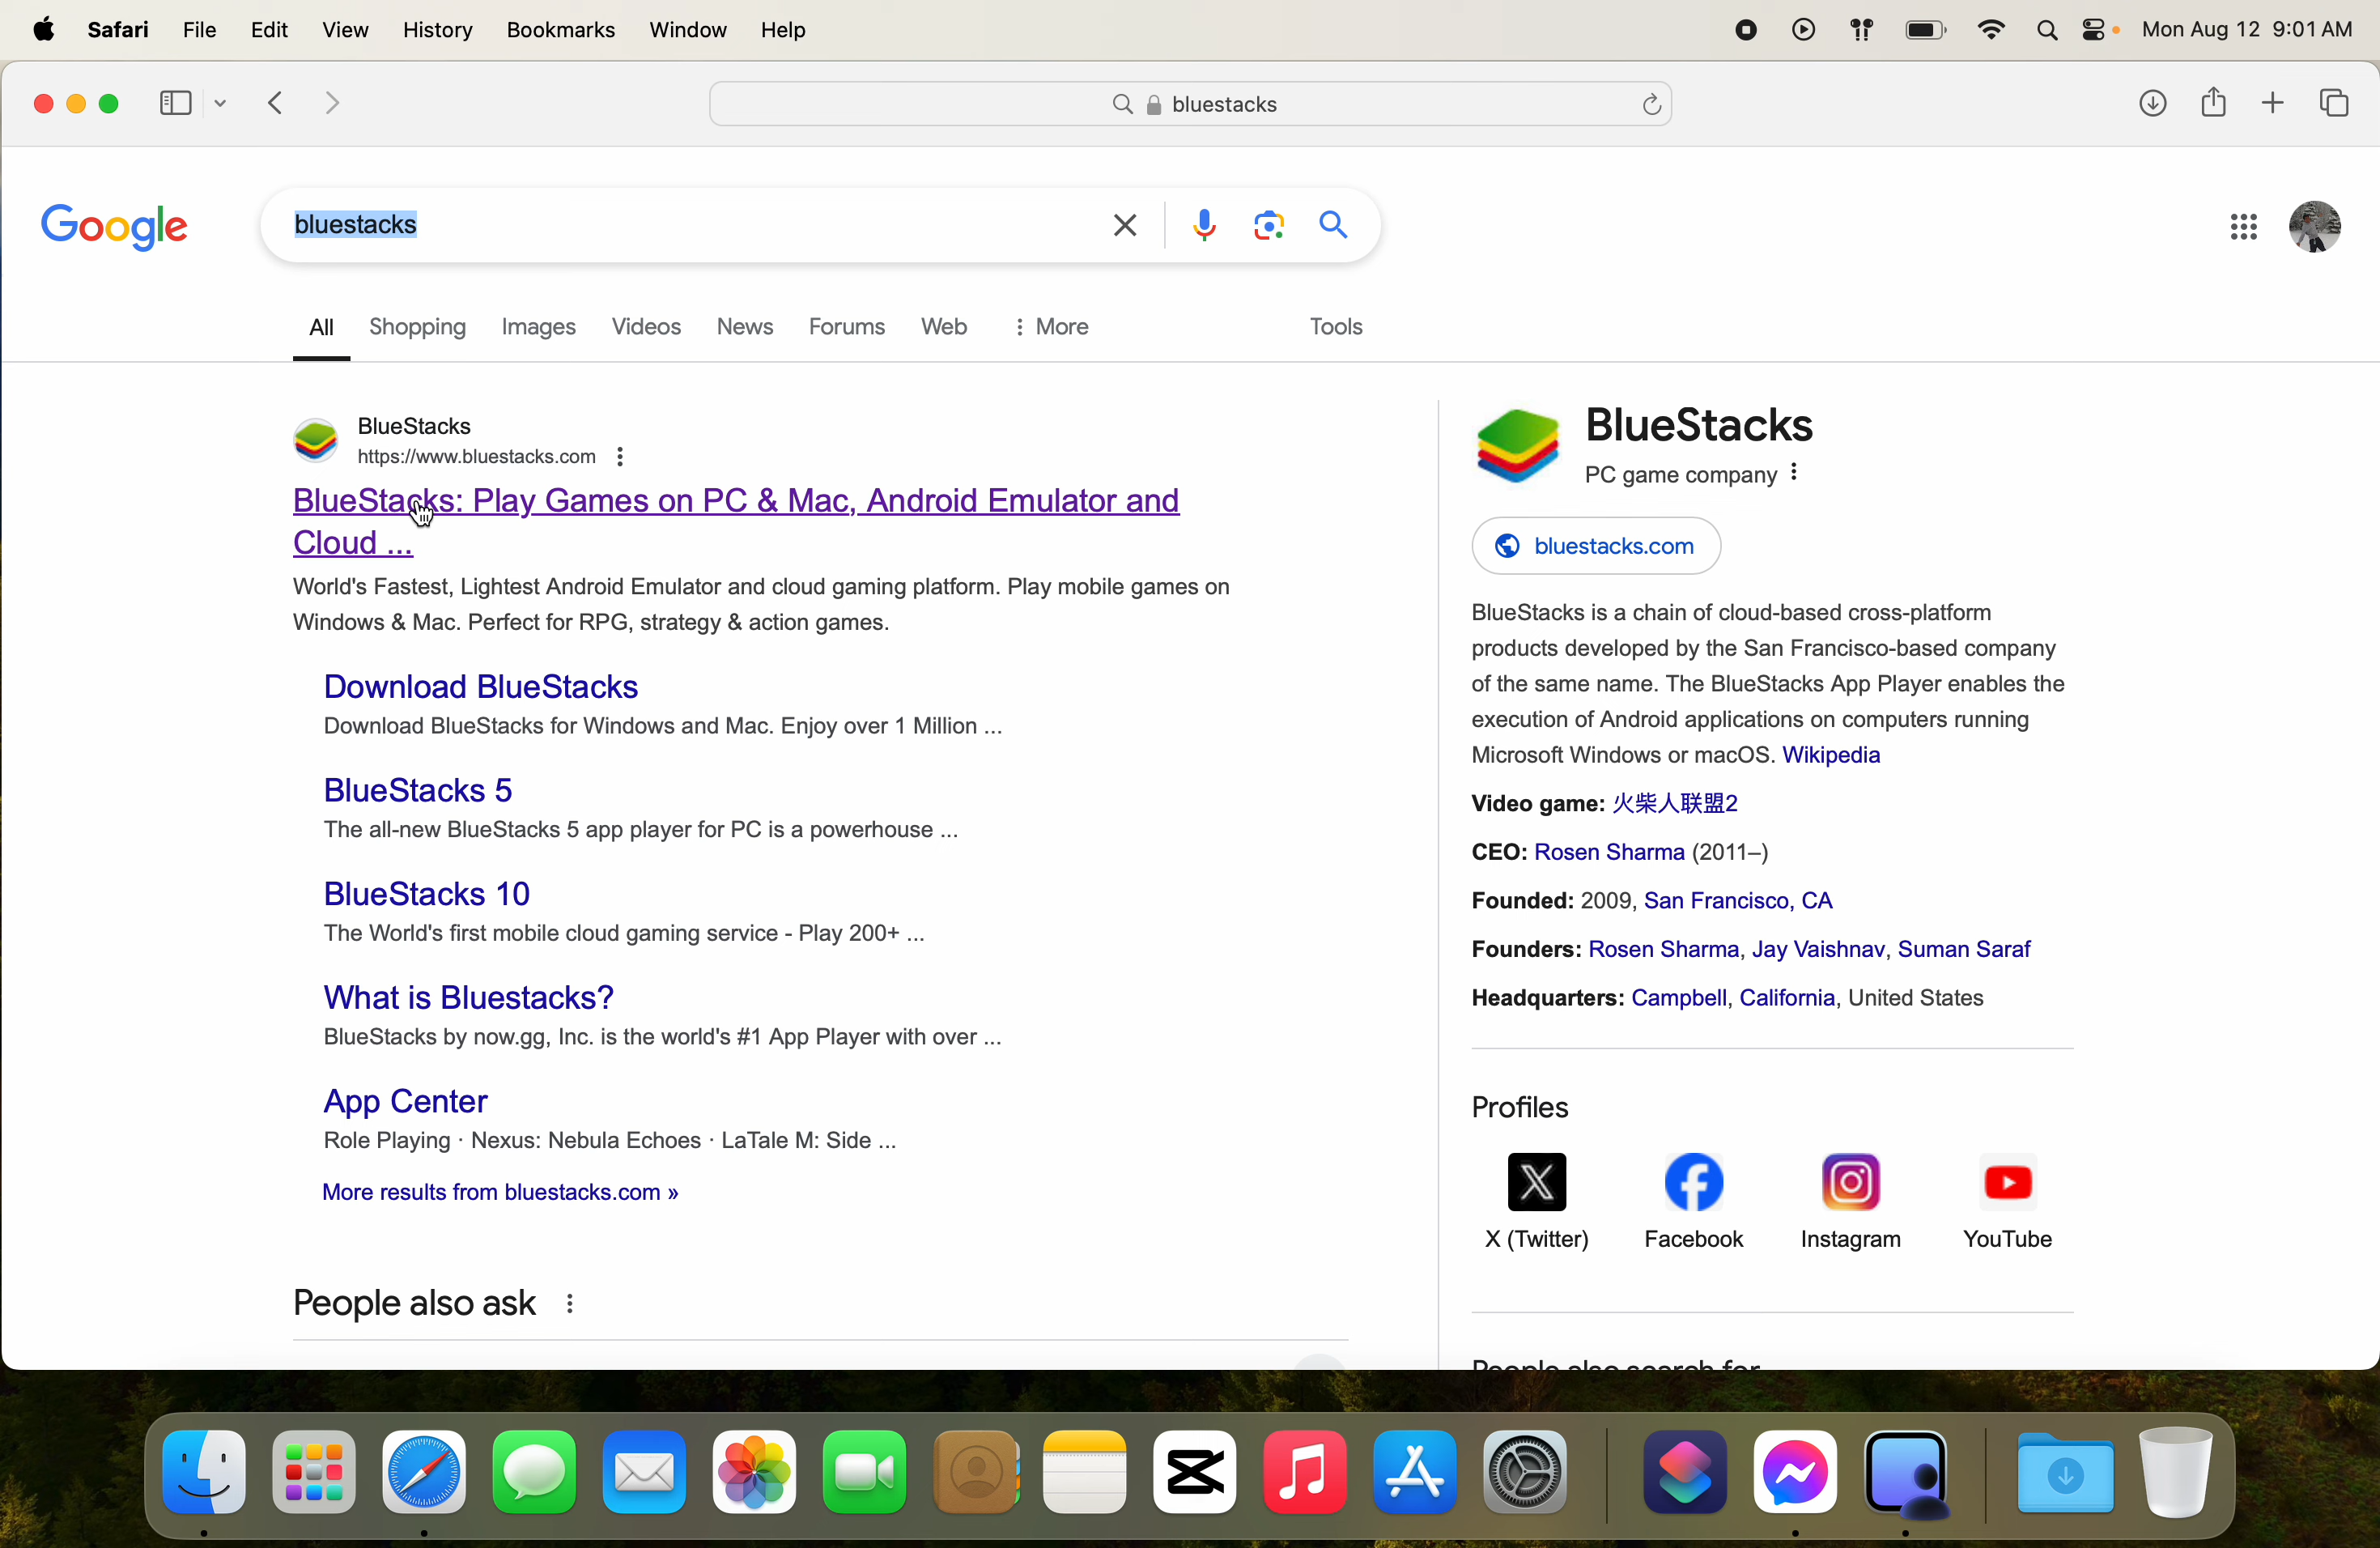 Safari File Edit View History Bookmarks Window Help Mon Aug 12 9:01 AM
bluestacks
Google bluestacks
All Shopping Images Videos News Forums Web More Tools
BlueStacks
https://www.bluestacks.com
BlueStacks: Play Games on PC & Mac, Android Emulator and
Cloud ...
World's Fastest, Lightest Android Emulator and cloud gaming platform. Play mobile games on
Windows & Mac. Perfect for RPG, strategy & action games.
Download BlueStacks
Download BlueStacks for Windows and Mac. Enjoy over 1 Million ...
BlueStacks 5
The all-new BlueStacks 5 app player for PC is a powerhouse ...
BlueStacks 10
The World's first mobile cloud gaming service - Play 200+ ...
What is Bluestacks?
BlueStacks by now.gg, Inc. is the world's #1 App Player with over ...
App Center
Role Playing · Nexus: Nebula Echoes · LaTale M: Side ...
More results from bluestacks.com »
People also ask
BlueStacks
PC game company
bluestacks.com
BlueStacks is a chain of cloud-based cross-platform
products developed by the San Francisco-based company
of the same name. The BlueStacks App Player enables the
execution of Android applications on computers running
Microsoft Windows or macOS. Wikipedia
Video game: 火柴人联盟2
CEO: Rosen Sharma (2011–)
Founded: 2009, San Francisco, CA
Founders: Rosen Sharma, Jay Vaishnav, Suman Saraf
Headquarters: Campbell, California, United States
Profiles
X (Twitter) Facebook Instagram YouTube
People also search for